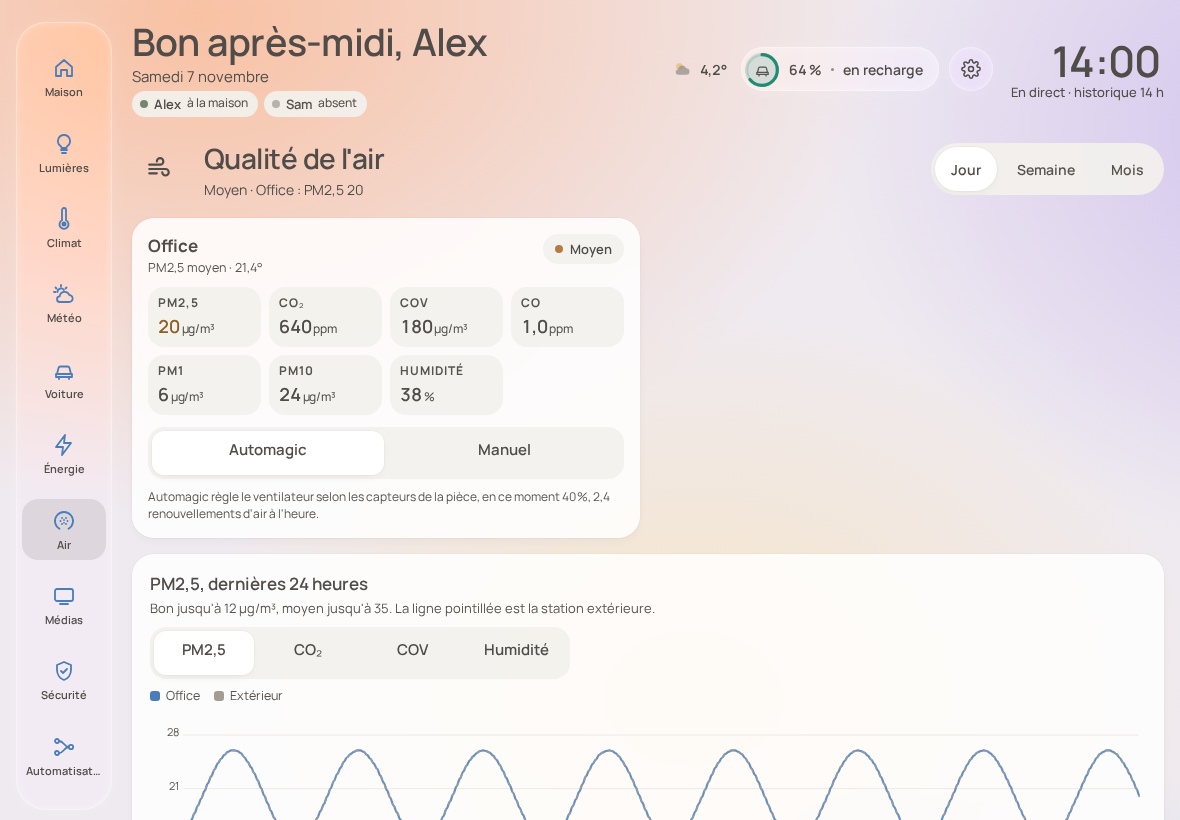 Bon après-midi, Alex
Samedi 7 novembre
Alex à la maison
Sam absent
4,2°
64 % · en recharge
14:00
En direct · historique 14 h
Maison
Lumières
Climat
Météo
Voiture
Énergie
Air
Médias
Sécurité
Automatisat…
Qualité de l'air
Moyen · Office : PM2,5 20
Jour
Semaine
Mois
Office
PM2,5 moyen · 21,4°
Moyen
PM2,5
20 µg/m³
CO₂
640 ppm
COV
180 µg/m³
CO
1,0 ppm
PM1
6 µg/m³
PM10
24 µg/m³
HUMIDITÉ
38 %
Automagic
Manuel
Automagic règle le ventilateur selon les capteurs de la pièce, en ce moment 40 %, 2,4
renouvellements d'air à l'heure.
PM2,5, dernières 24 heures
Bon jusqu'à 12 µg/m³, moyen jusqu'à 35. La ligne pointillée est la station extérieure.
PM2,5
CO₂
COV
Humidité
Office
Extérieur
28
21